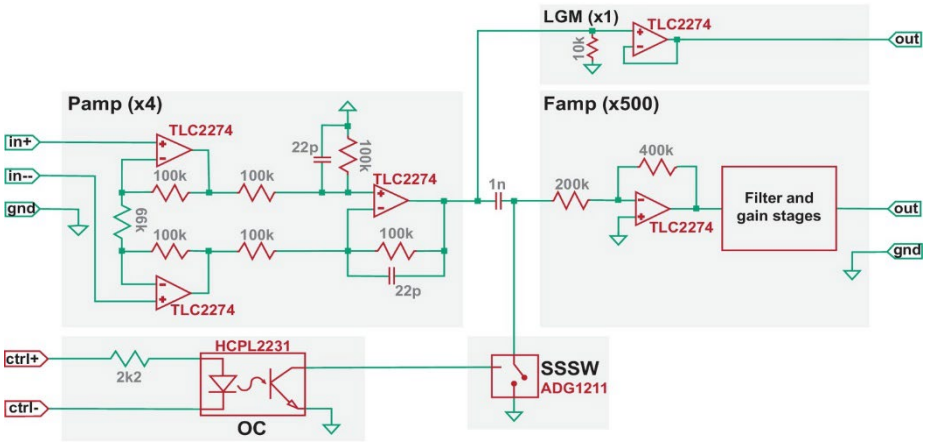 LGM (x1)
TLC2274
10k
out
Pamp (x4)
Famp (x500)
in+
TLC2274
22p
100k
400k
in--
100k
100k
TLC2274
1n
200k
Filter and
gain stages
out
gnd
66k
TLC2274
100k
100k
100k
gnd
22p
TLC2274
ctrl+
HCPL2231
SSSW
2k2
ADG1211
ctrl-
OC